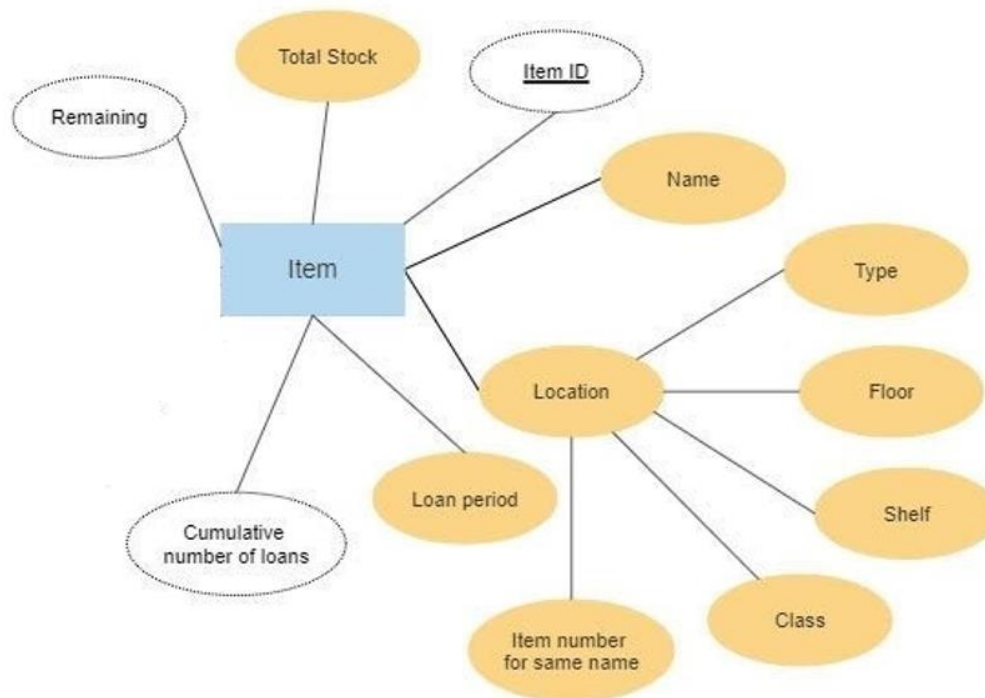 Total Stock
Item ID
Remaining
Name
Item
Type
Location
Floor
Loan period
Shelf
Cumulative
number of loans
Class
Item number
for same name